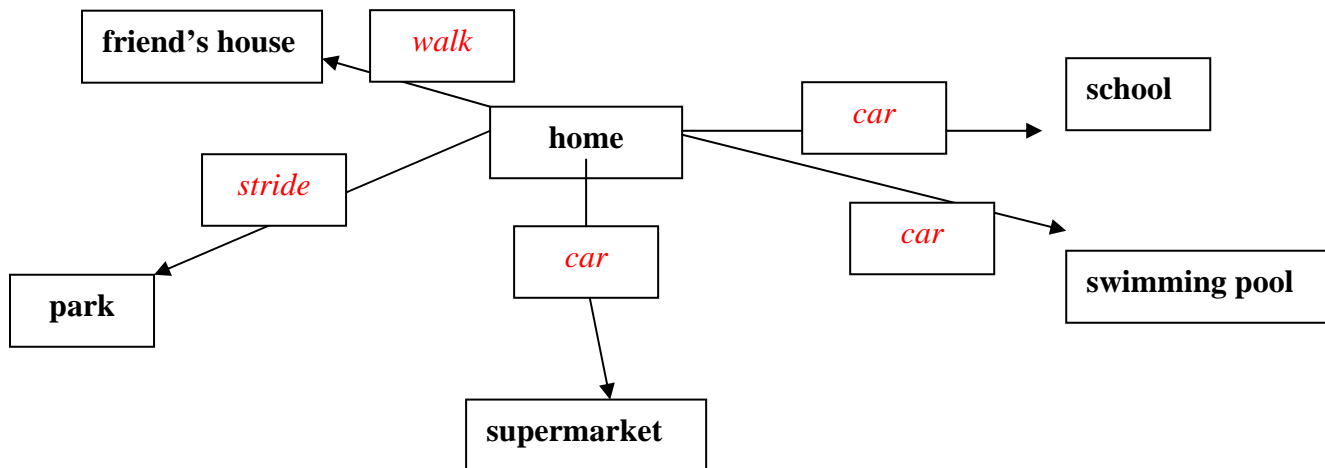 friend's house
walk
school
car
home
stride
car
car
swimming pool
park
supermarket